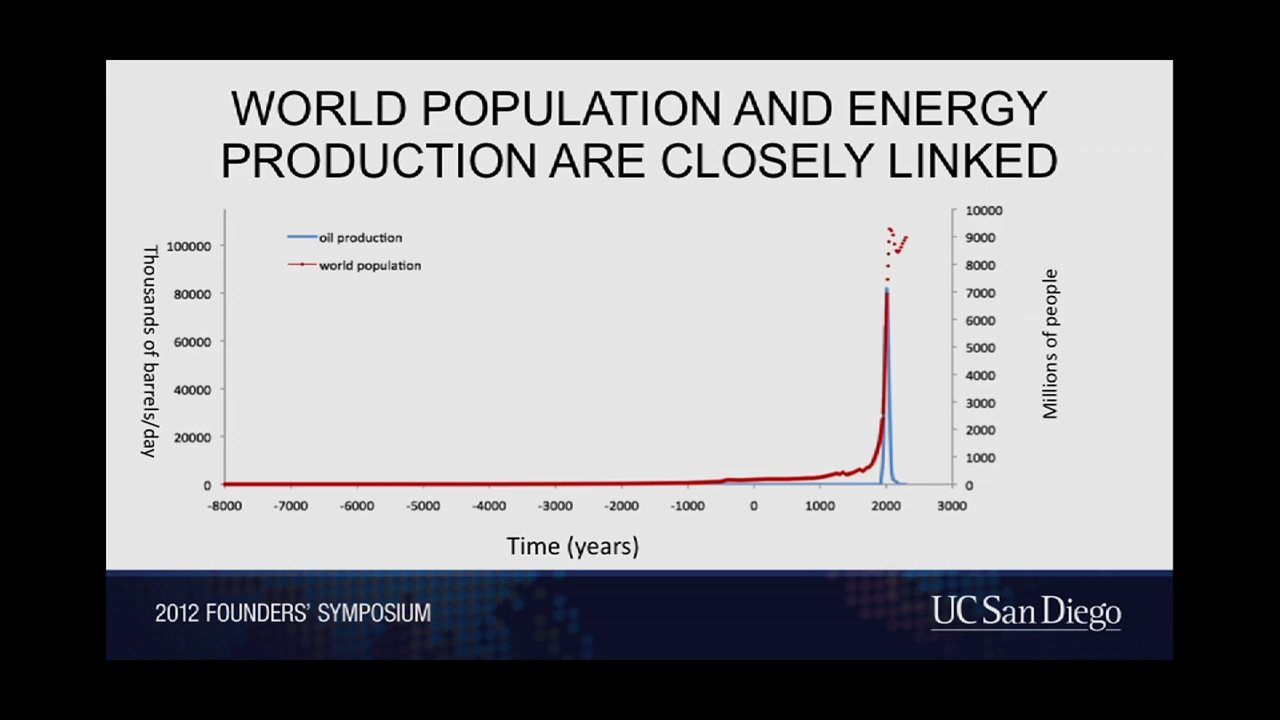 WORLD POPULATION AND ENERGY
PRODUCTION ARE CLOSELY LINKED
oil production
world population
Thousands of barrels/day
100000
80000
60000
40000
20000
0
10000
9000
8000
7000
6000
5000
4000
3000
2000
1000
0
Millions of people
-8000 -7000 -6000 -5000 -4000 -3000 -2000 -1000 0 1000 2000 3000
Time (years)
2012 FOUNDERS' SYMPOSIUM
UC San Diego